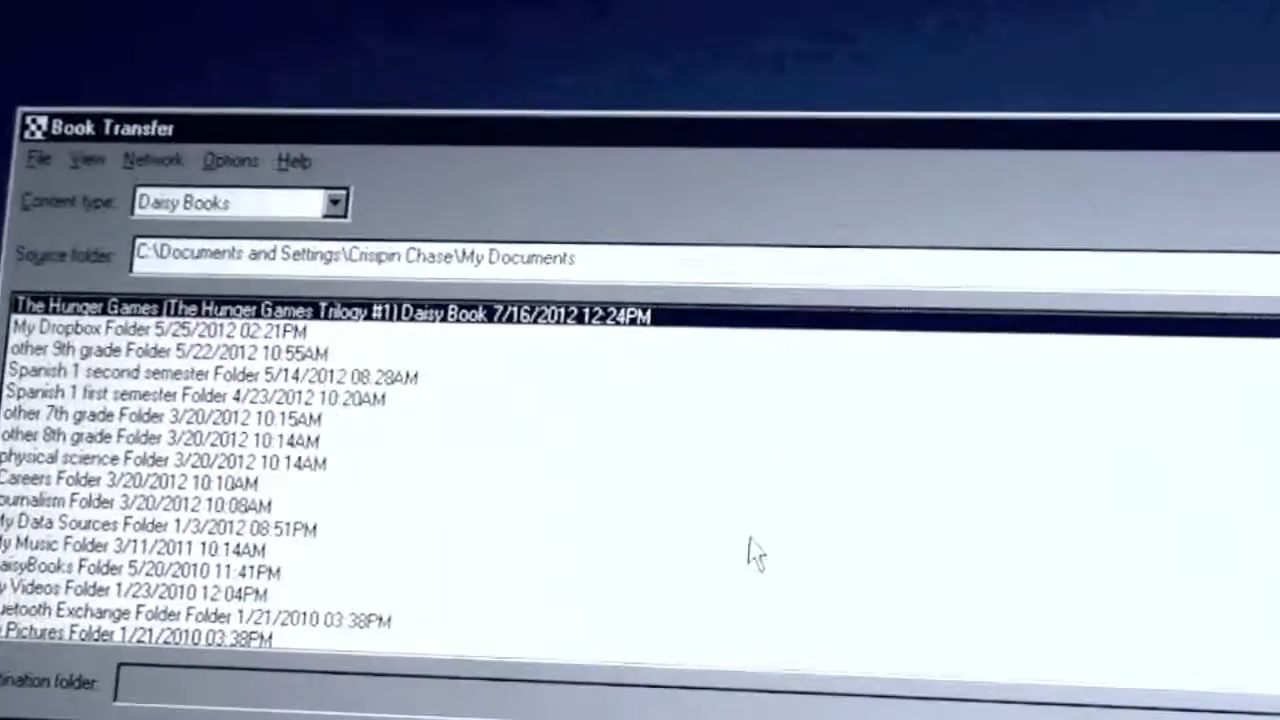 Book Transfer
File View Network Options Help
Content type: Daisy Books
Source folder: C:\Documents and Settings\Crisipin Chase\My Documents
The Hunger Games (The Hunger Games Trilogy #1) Daisy Book 7/16/2012 12:24PM
My Dropbox Folder 5/25/2012 02:21PM
other 9th grade Folder 5/22/2012 10:55AM
Spanish 1 second semester Folder 5/14/2012 08:28AM
Spanish 1 first semester Folder 4/23/2012 10:20AM
other 7th grade Folder 3/20/2012 10:15AM
other 8th grade Folder 3/20/2012 10:14AM
physical science Folder 3/20/2012 10:14AM
Careers Folder 3/20/2012 10:10AM
ournalism Folder 3/20/2012 10:08AM
y Data Sources Folder 1/3/2012 08:51PM
y Music Folder 3/11/2011 10:14AM
aisyBooks Folder 5/20/2010 11:41PM
y Videos Folder 1/23/2010 12:04PM
uetooth Exchange Folder Folder 1/21/2010 03:38PM
Pictures Folder 1/21/2010 03:38PM
ination folder: